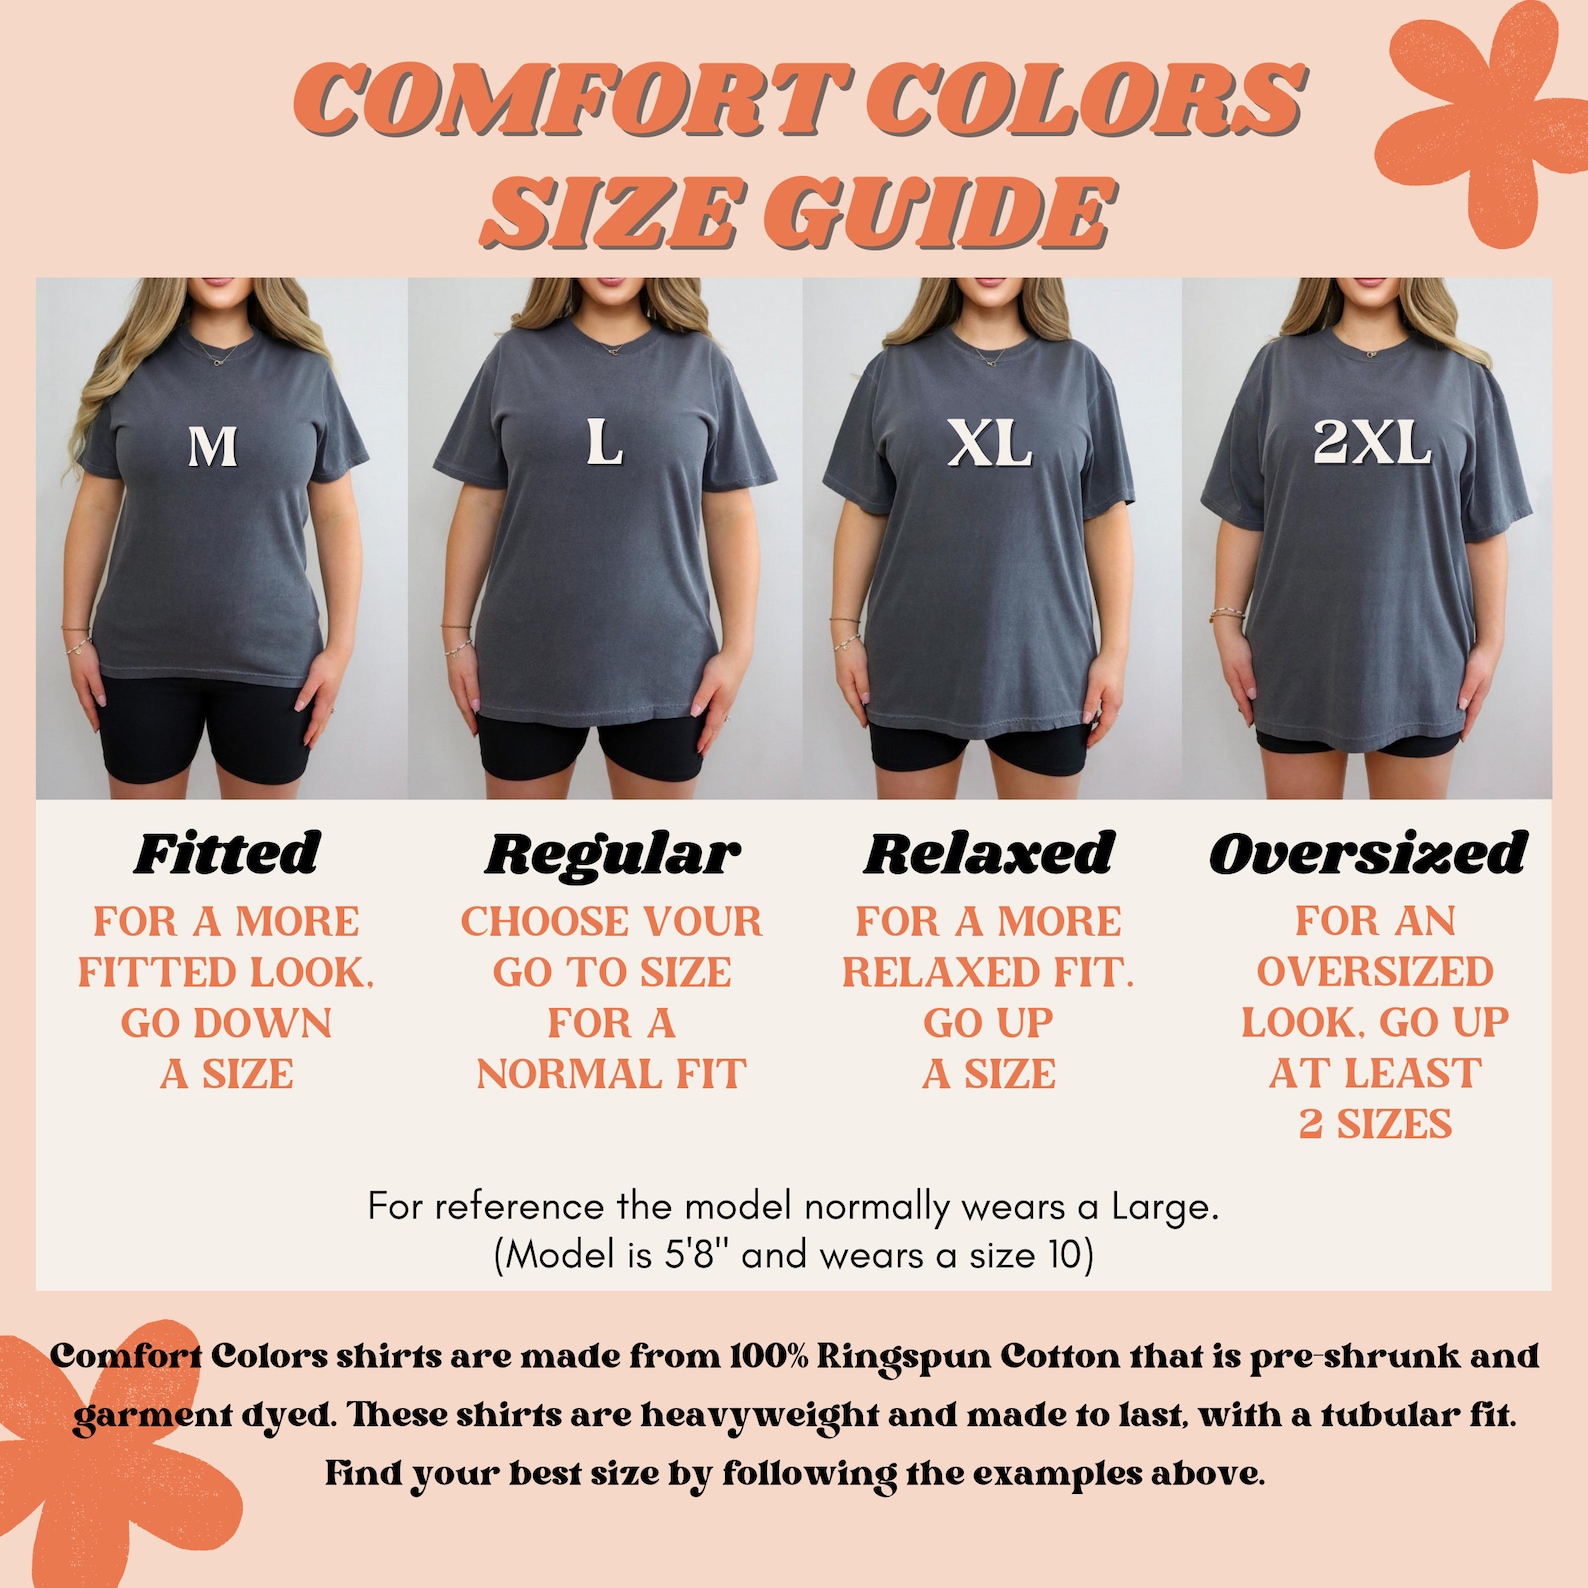 COMFORT COLORS
SIZE GUIDE
M
L
XL
2XL
Fitted
FOR A MORE
FITTED LOOK,
GO DOWN
A SIZE
Regular
CHOOSE YOUR
GO TO SIZE
FOR A
NORMAL FIT
Relaxed
FOR A MORE
RELAXED FIT.
GO UP
A SIZE
Oversized
FOR AN
OVERSIZED
LOOK, GO UP
AT LEAST
2 SIZES
For reference the model normally wears a Large.
(Model is 5'8" and wears a size 10)
Comfort Colors shirts are made from 100% Ringspun Cotton that is pre-shrunk and
garment dyed. These shirts are heavyweight and made to last, with a tubular fit.
Find your best size by following the examples above.